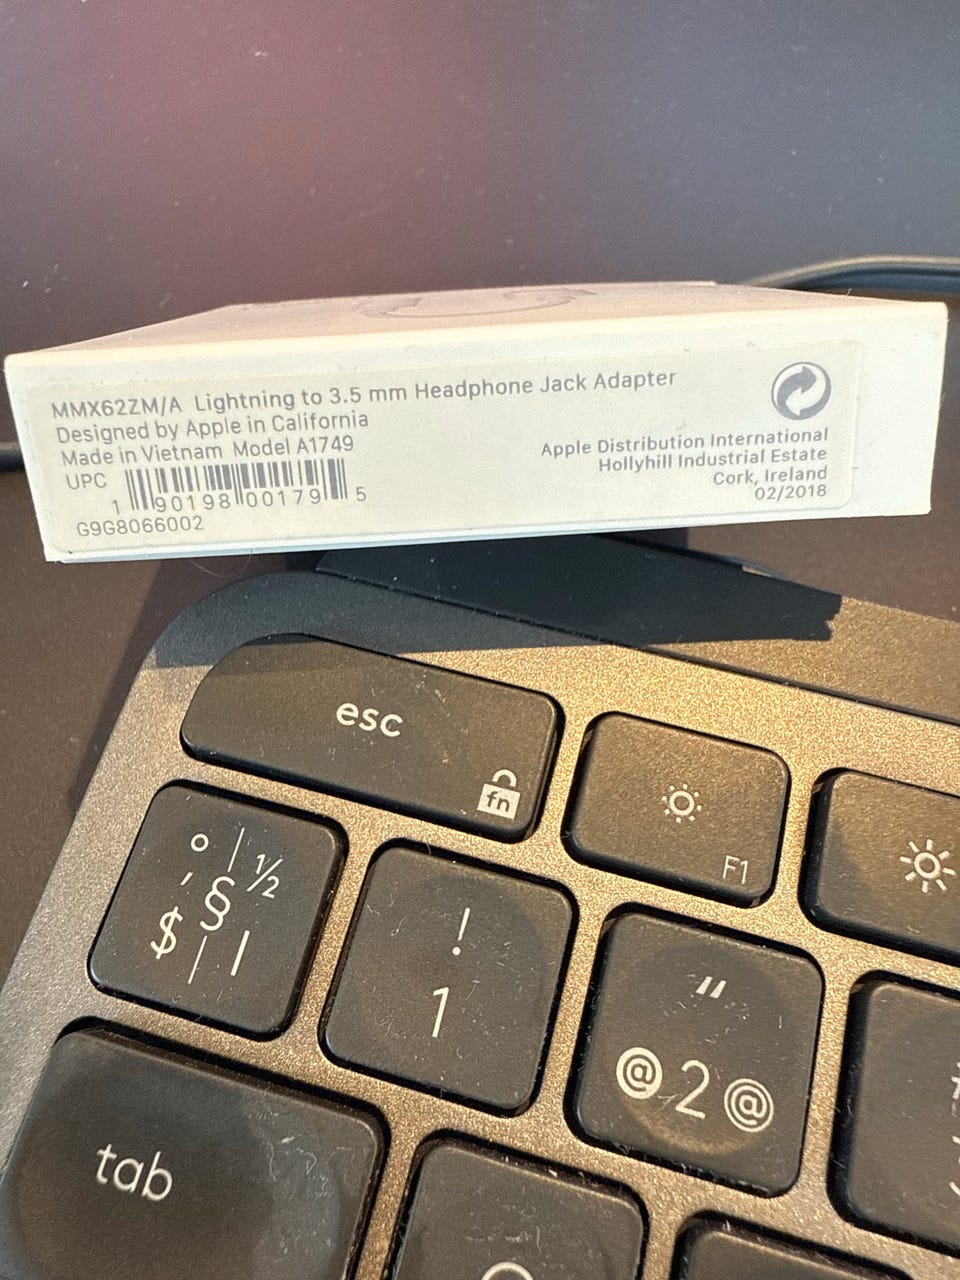 MMX62ZM/A Lightning to 3.5 mm Headphone Jack Adapter
Designed by Apple in California
Made in Vietnam Model A1749
UPC
1 90198 00179 5
G9G8066002
Apple Distribution International
Hollyhill Industrial Estate
Cork, Ireland
02/2018
esc
fn
F1
° | ½
' §
$ | |
!
1
"
@ 2 @
tab